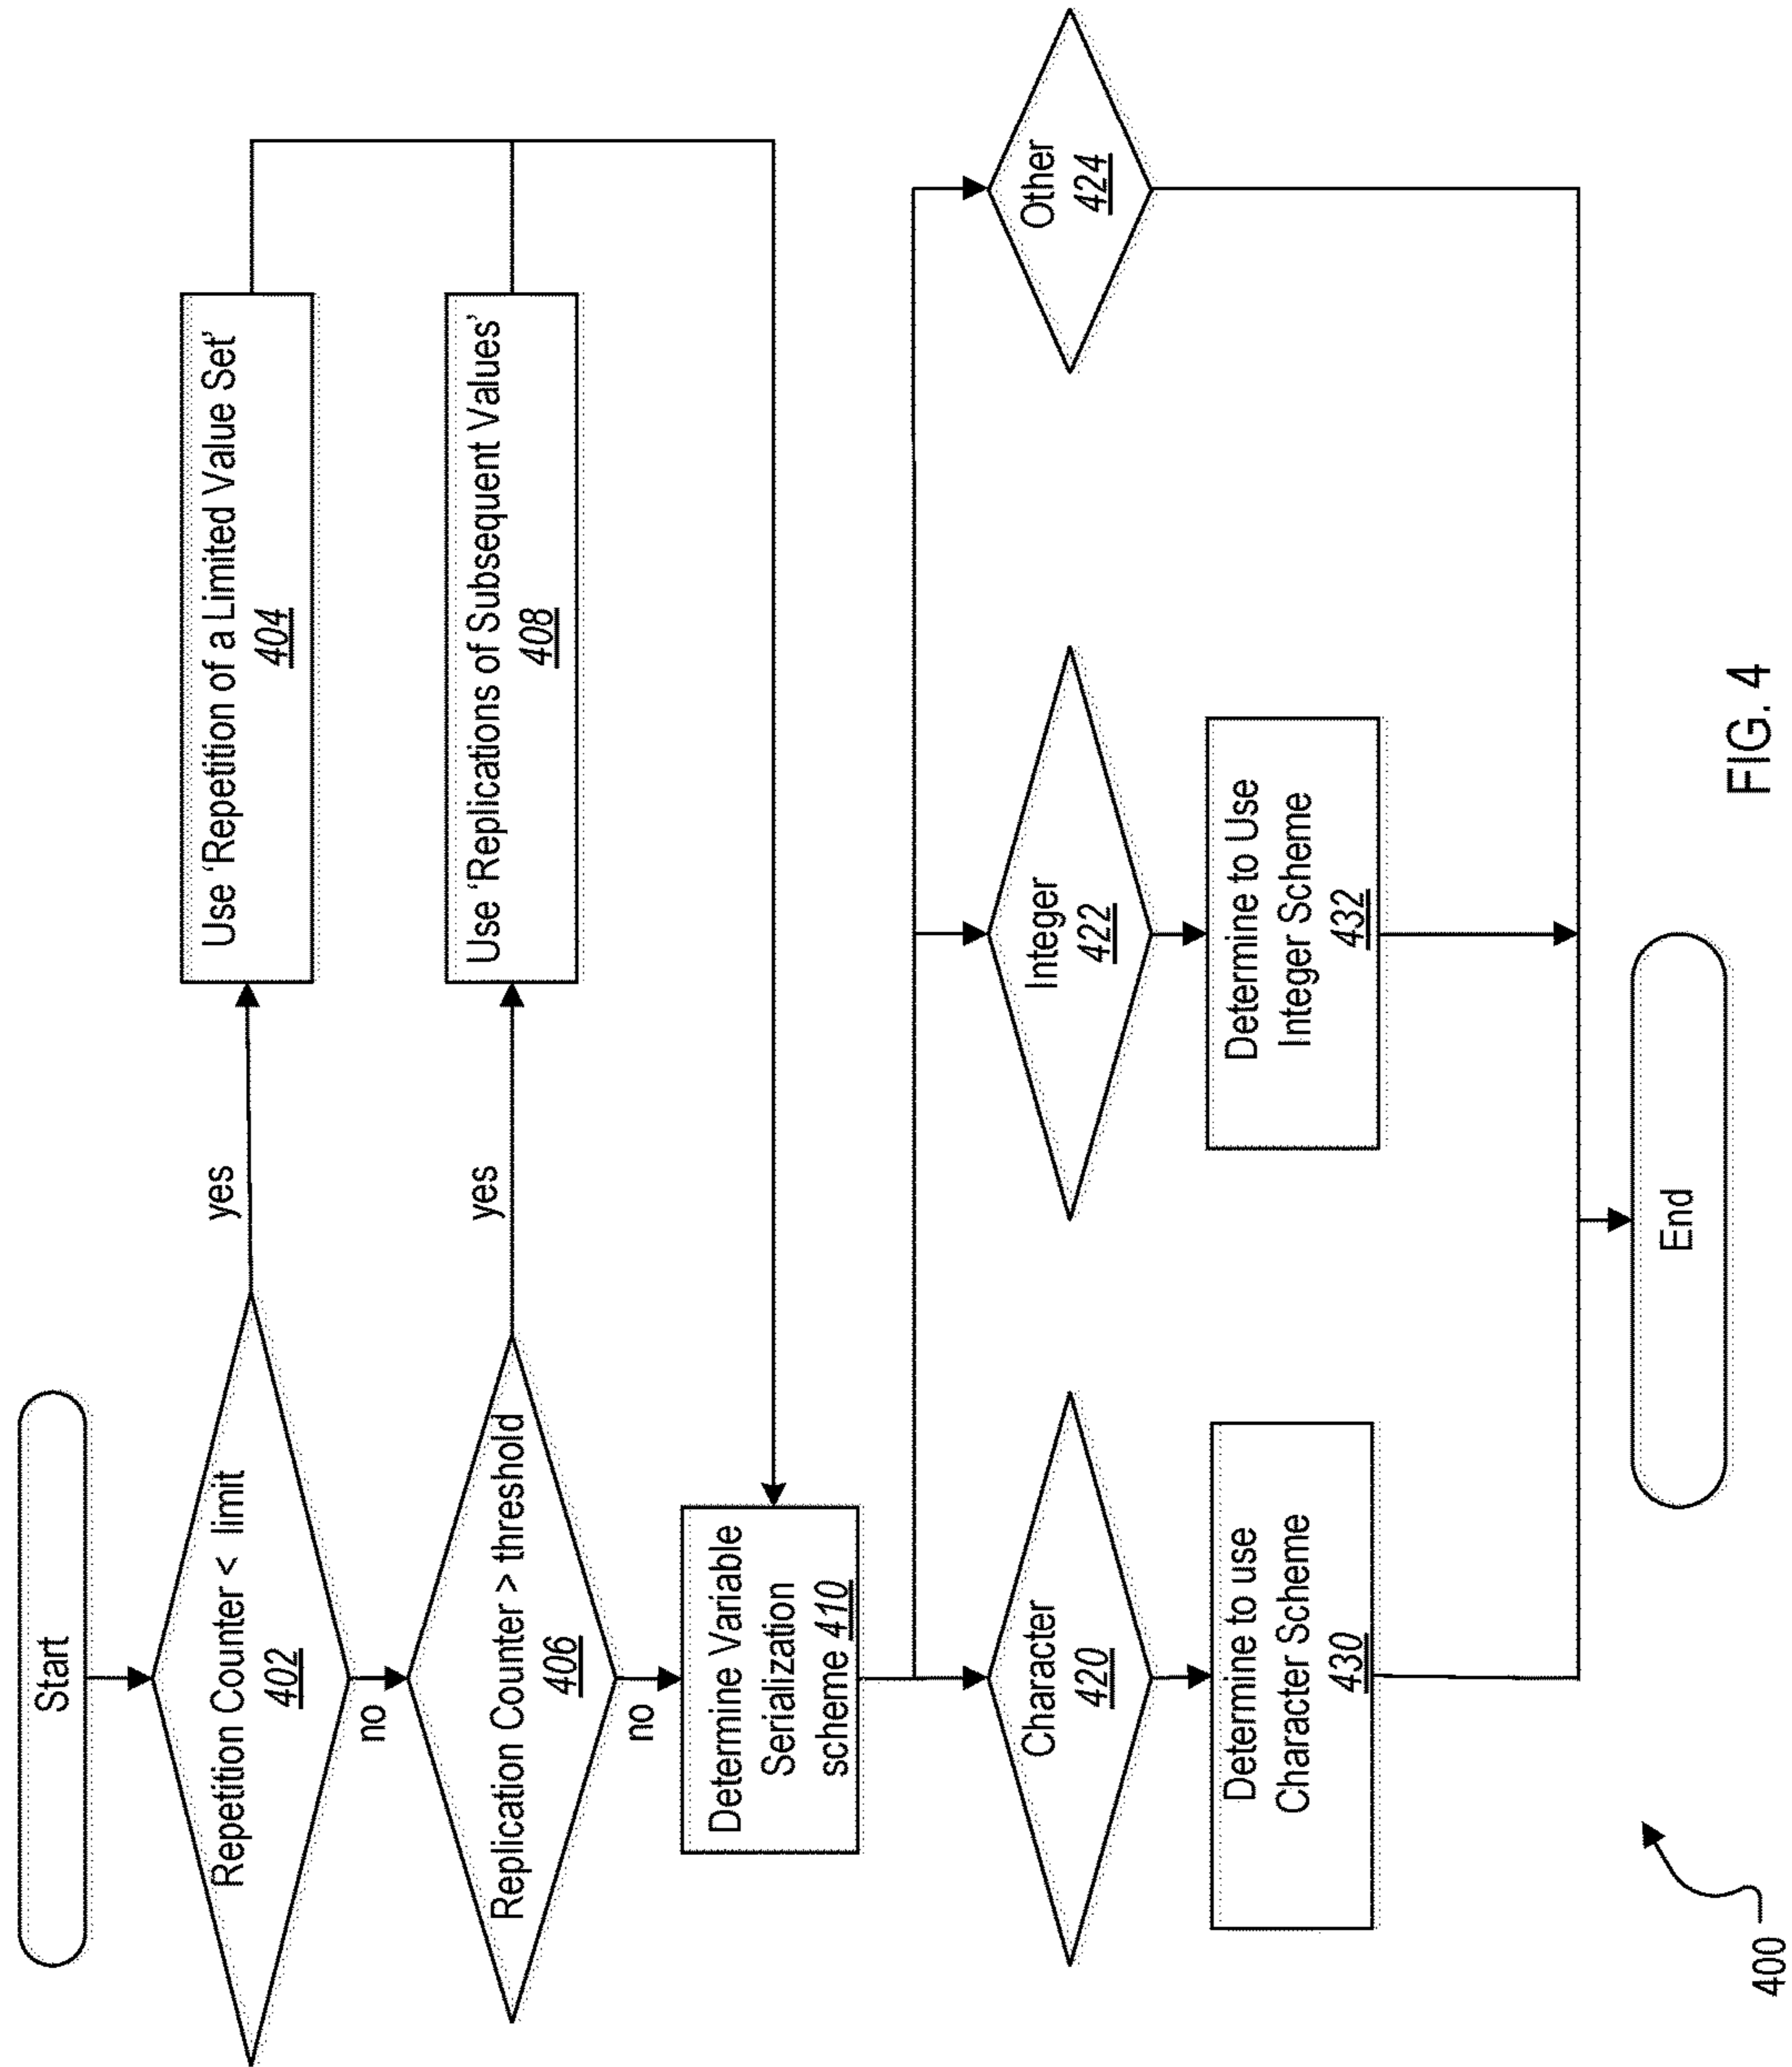 Start
Repetition Counter < limit
402
yes
Use ‘Repetition of a Limited Value Set’
404
no
Replication Counter > threshold
406
yes
Use ‘Replications of Subsequent Values’
408
no
Determine Variable
Serialization
scheme 410
Character
420
Integer
422
Other
424
Determine to use
Character Scheme
430
Determine to Use
Integer Scheme
432
End
400
FIG. 4